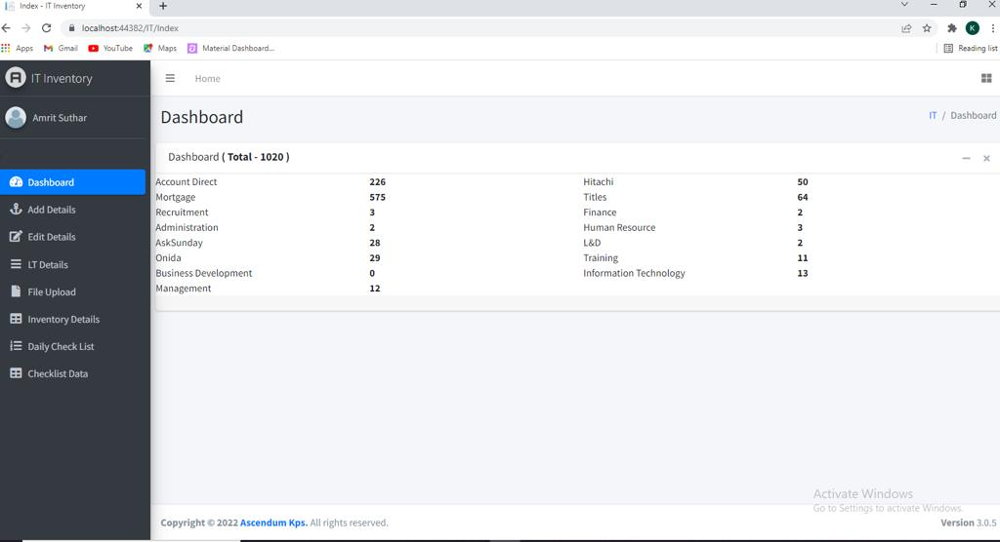 Index - IT Inventory
localhost:44382/IT/Index
K
Apps Gmail YouTube Maps Material Dashboard... Reading list
IT Inventory
Home
Amrit Suthar
Dashboard
IT / Dashboard
Dashboard ( Total - 1020 )
Dashboard
Add Details
Edit Details
LT Details
File Upload
Inventory Details
Daily Check List
Checklist Data
Account Direct 226 Hitachi 50
Mortgage 575 Titles 64
Recruitment 3 Finance 2
Administration 2 Human Resource 3
AskSunday 28 L&D 2
Onida 29 Training 11
Business Development 0 Information Technology 13
Management 12
Activate Windows
Go to Settings to activate Windows.
Copyright © 2022 Ascendum Kps. All rights reserved. Version 3.0.5